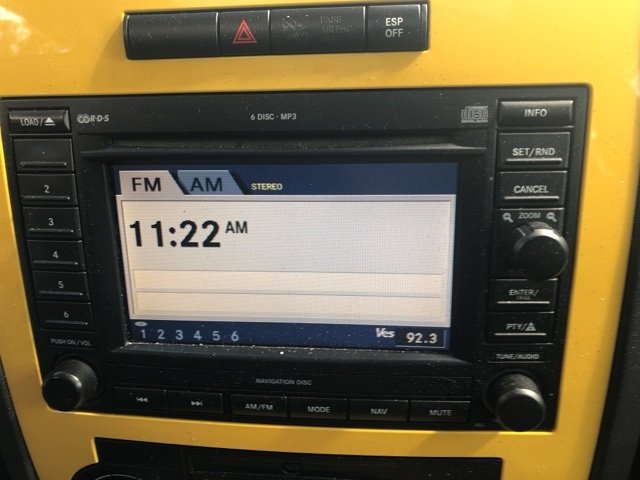 ESP OFF
LOAD/
R·D·S
6 DISC · MP3
disc
INFO
SET/RND
CANCEL
ZOOM
ENTER/
PTY/
TUNE/AUDIO
2
3
4
5
6
PUSH ON / VOL
FM AM STEREO
11:22 AM
1 2 3 4 5 6
Yes 92.3
NAVIGATION DISC
AM/FM
MODE
NAV
MUTE